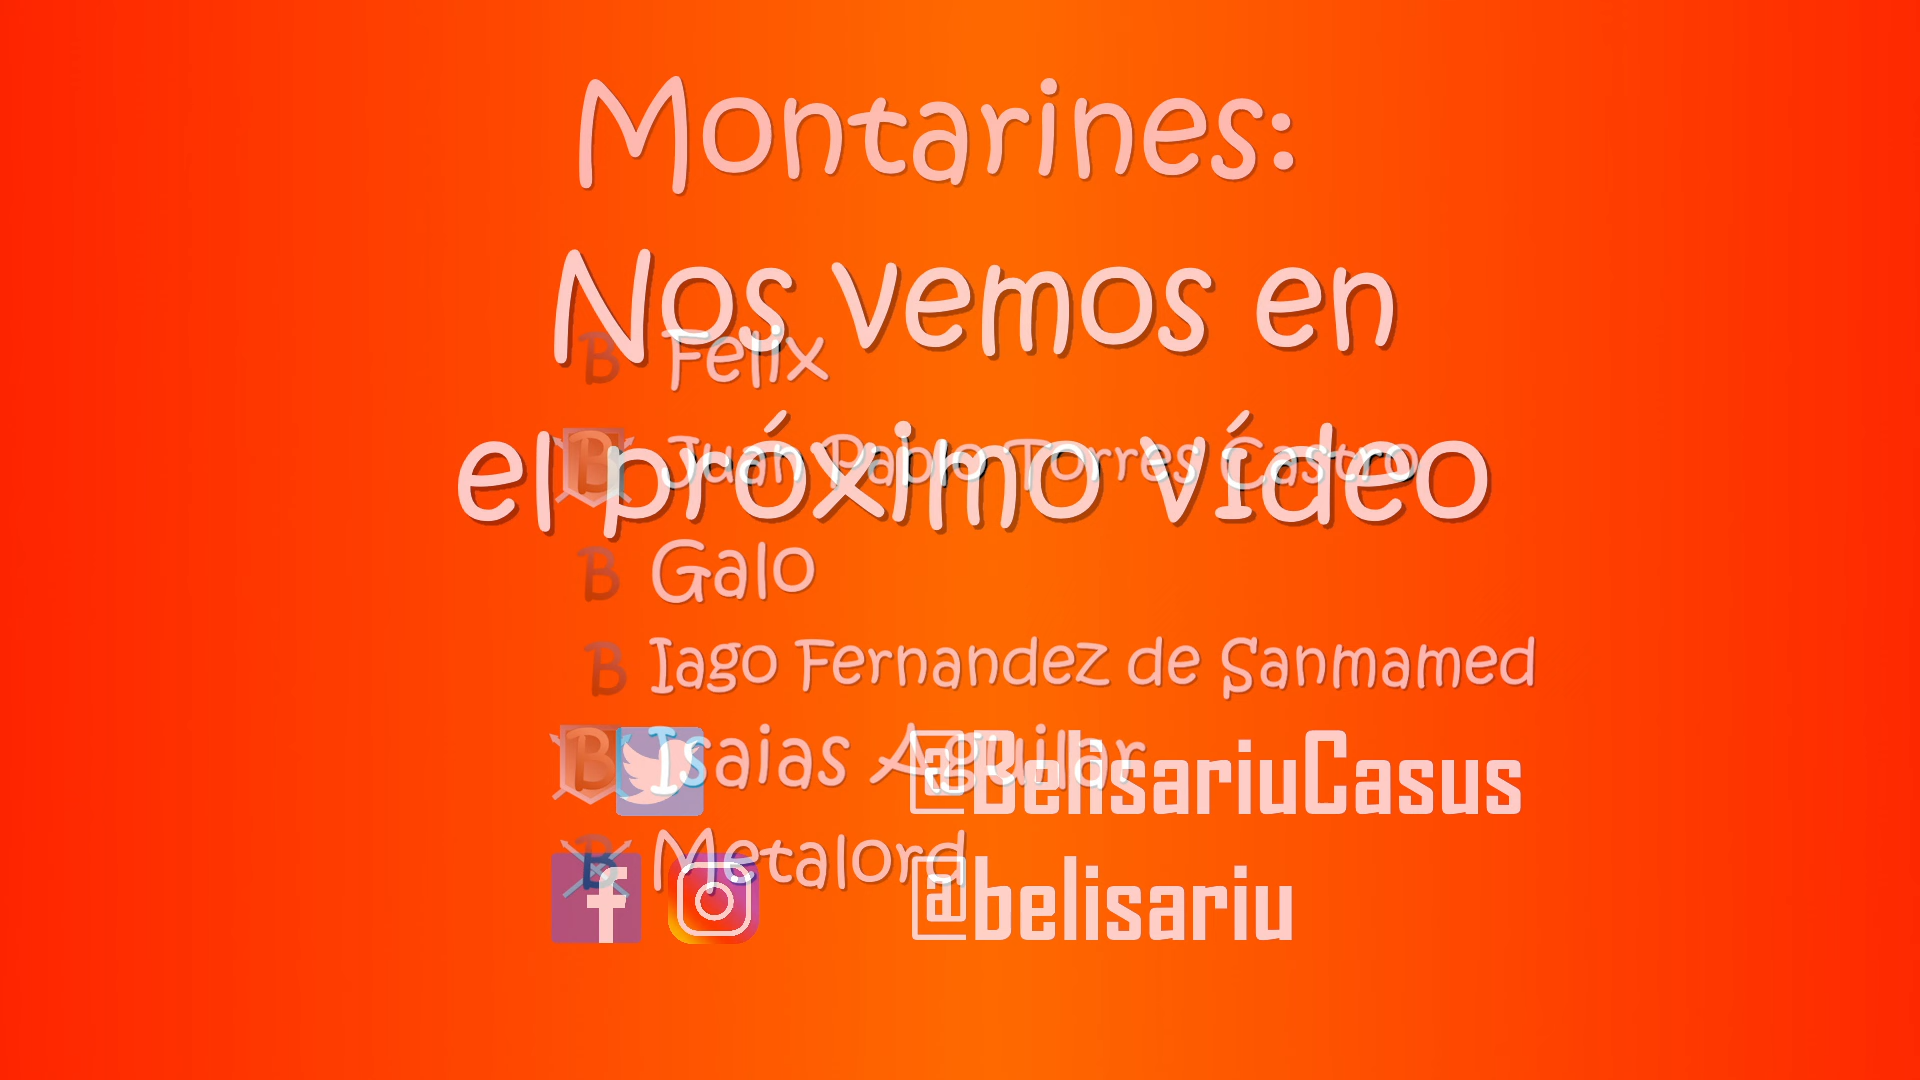 Montarines:
Nos vemos en
B Felix
el próximo vídeo
B Juan Pablo Torres Castro
B Galo
B Iago Fernandez de Sanmamed
B Isaias Aguilar
@BelisariuCasus
B Metalord
@belisariu